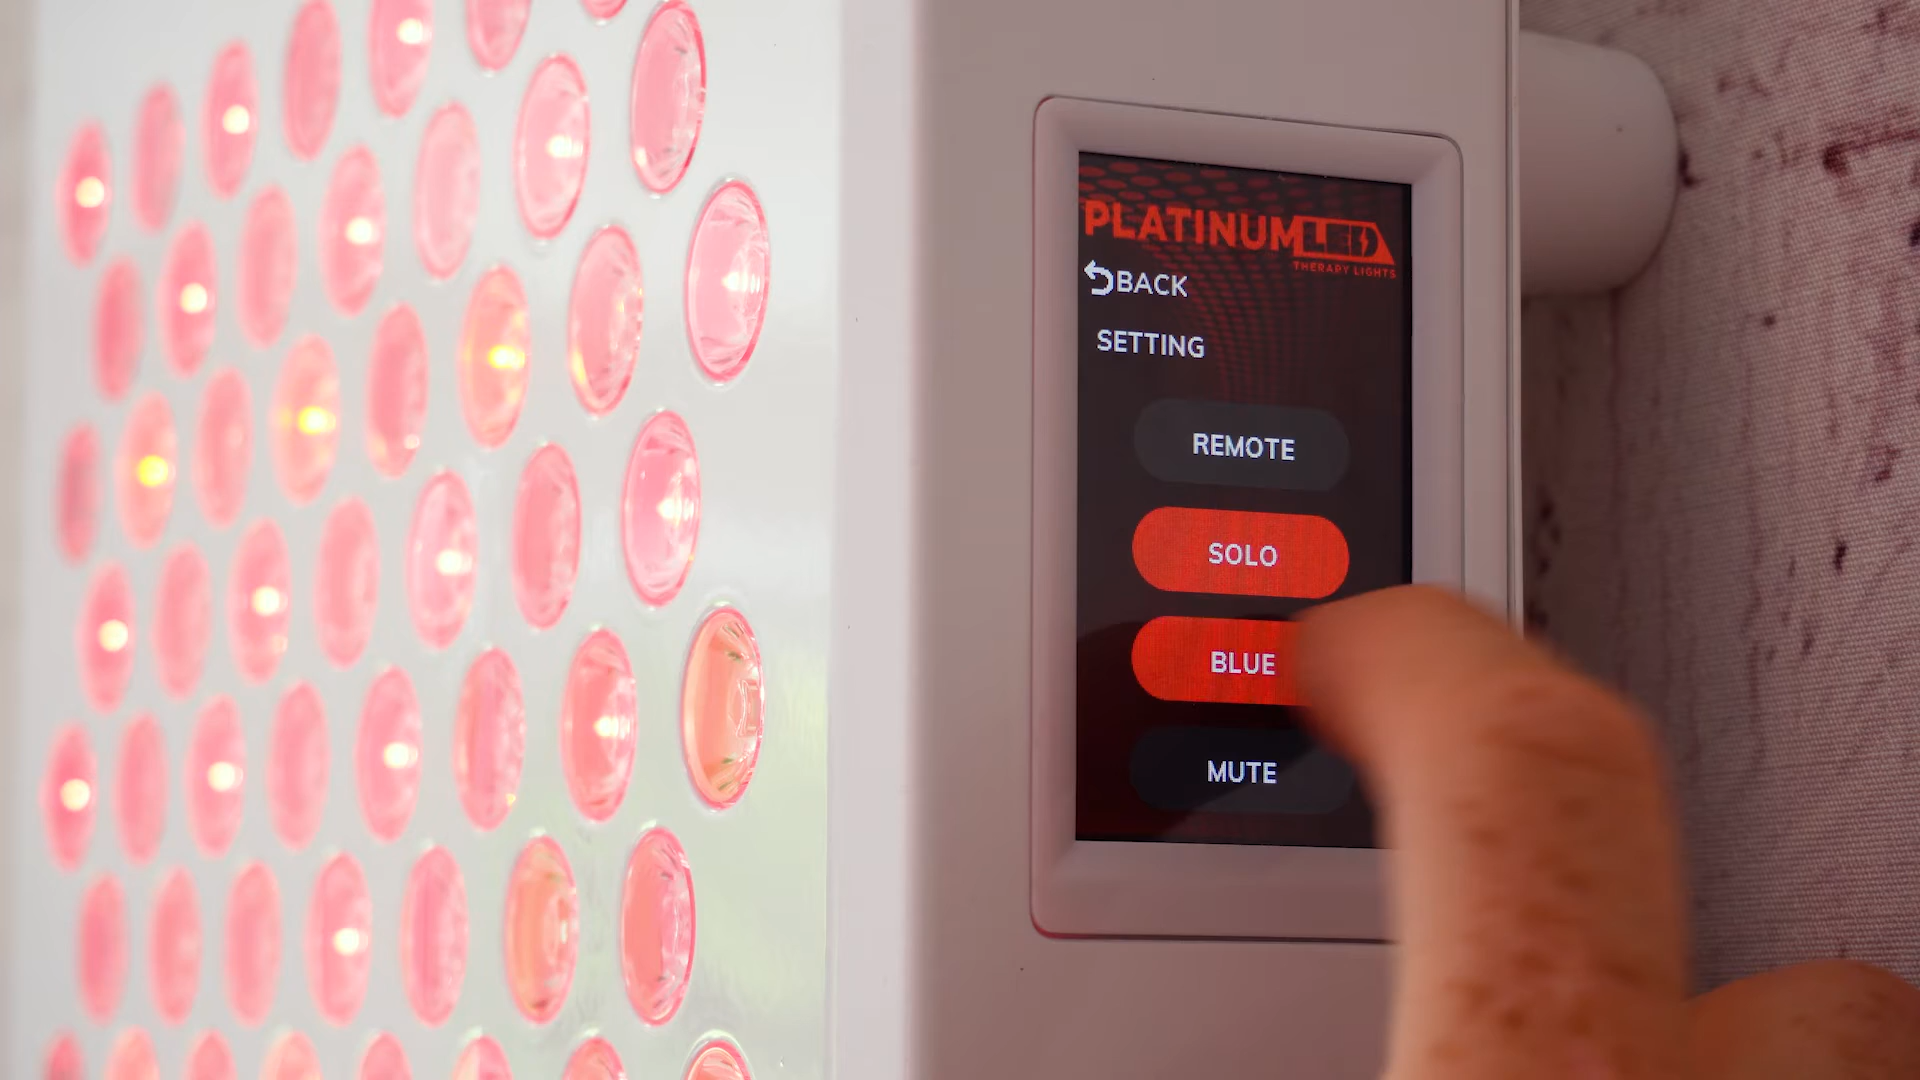 PLATINUMLED
THERAPY LIGHTS
BACK
SETTING
REMOTE
SOLO
BLUE
MUTE